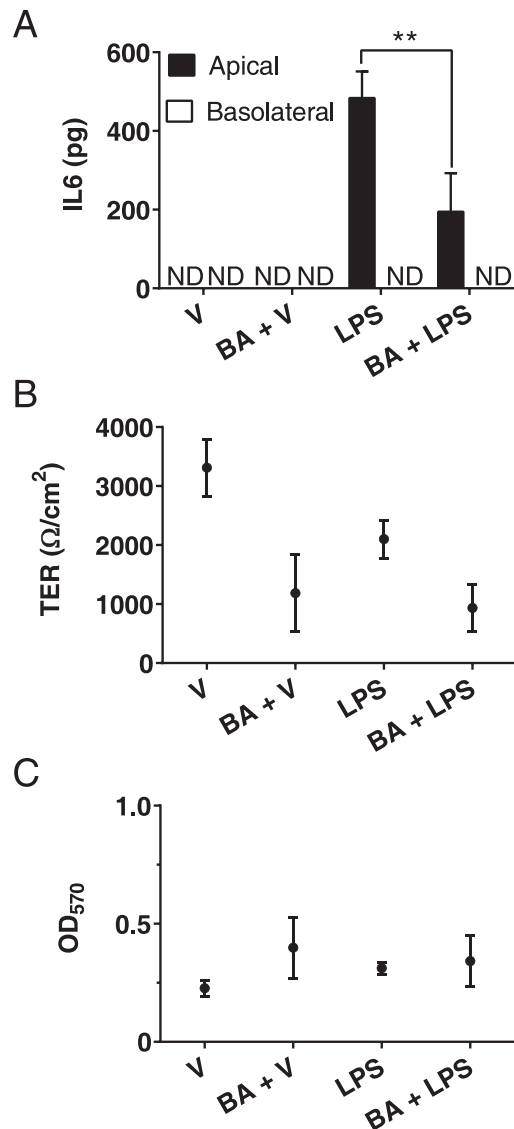 A
600
400
200
0
IL6 (pg)
Apical
Basolateral
**
ND ND ND ND ND ND
V
BA + V
LPS
BA + LPS
B
4000
3000
2000
1000
0
TER (Ω/cm²)
V
BA + V
LPS
BA + LPS
C
1.0
0.5
0
OD₅₇₀
V
BA + V
LPS
BA + LPS